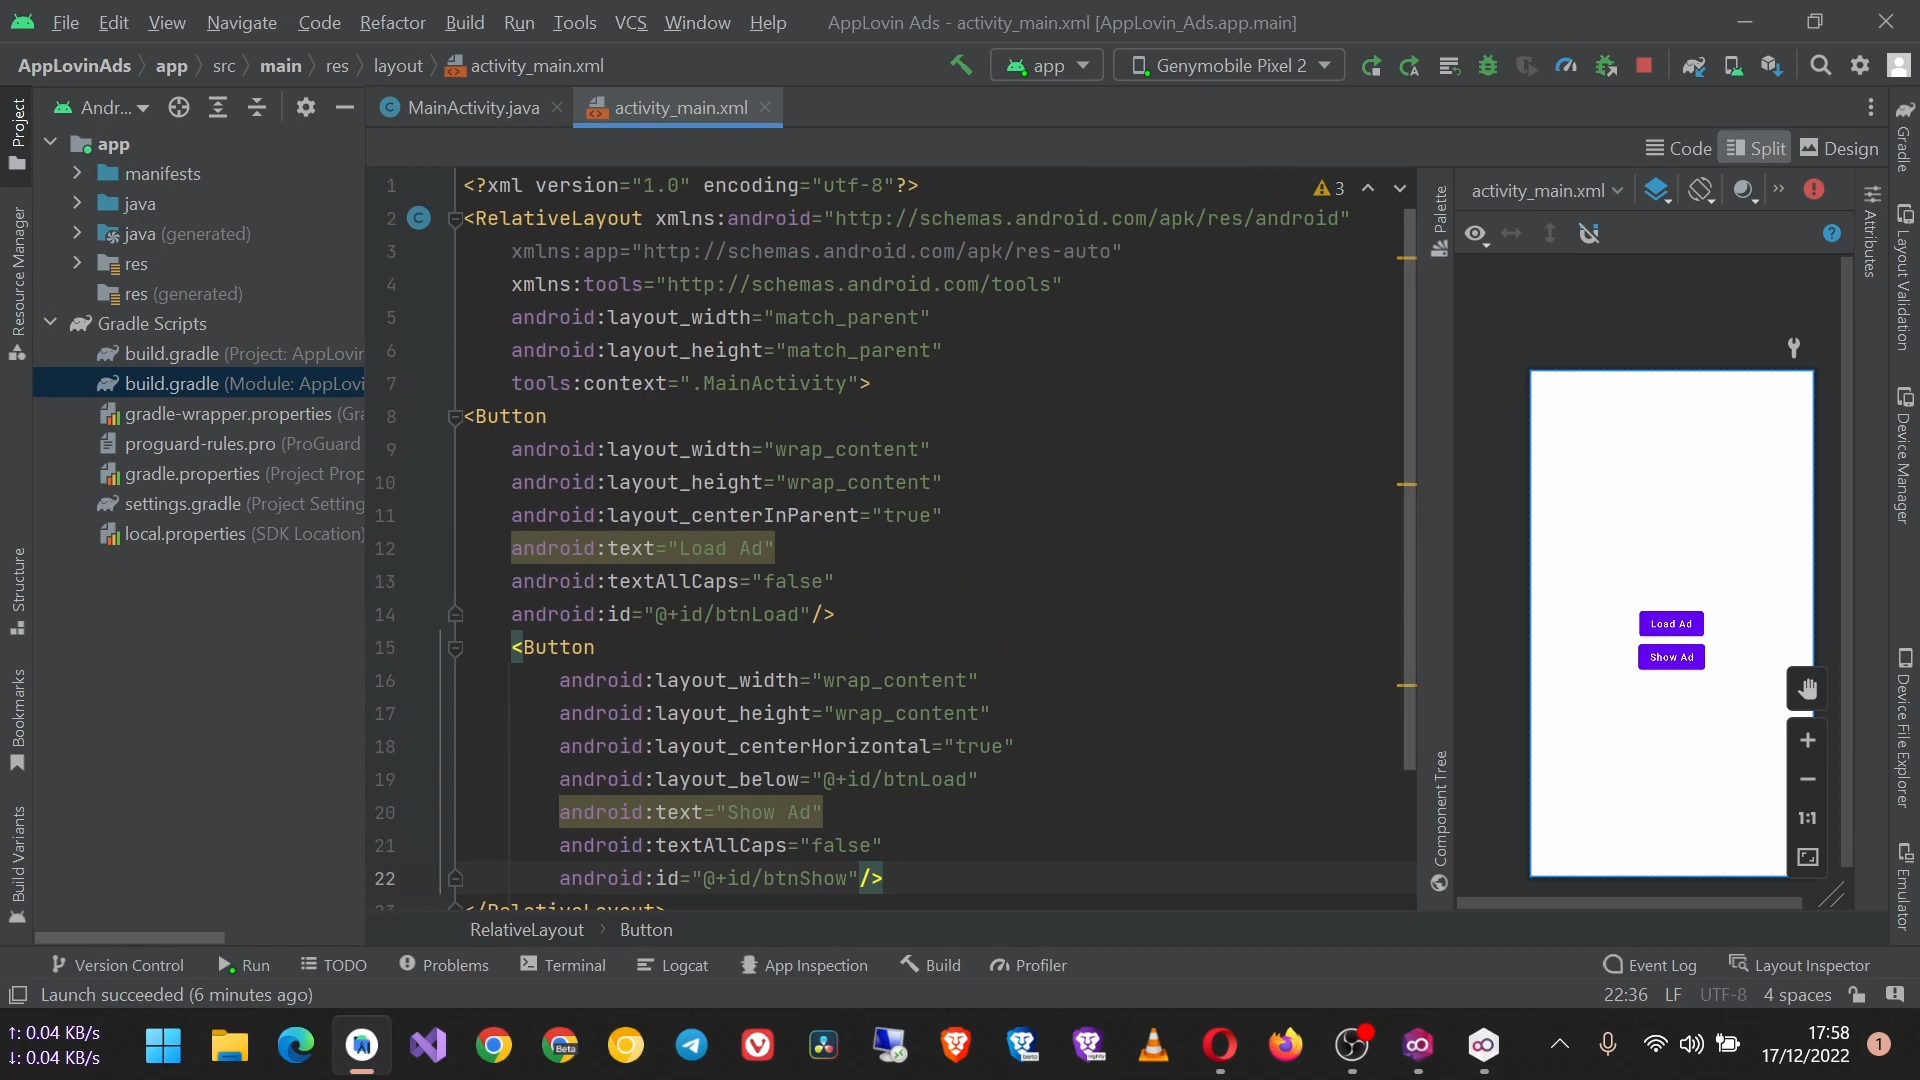 File Edit View Navigate Code Refactor Build Run Tools VCS Window Help AppLovin Ads - activity_main.xml [AppLovin_Ads.app.main]
AppLovinAds app src main res layout activity_main.xml app Genymobile Pixel 2
Andr... MainActivity.java activity_main.xml
Code Split Design
Project
Resource Manager
Structure
Bookmarks
Build Variants
app
manifests
java
java (generated)
res
res (generated)
Gradle Scripts
build.gradle (Project: AppLovin
build.gradle (Module: AppLovi
gradle-wrapper.properties (Gra
proguard-rules.pro (ProGuard
gradle.properties (Project Prop
settings.gradle (Project Setting
local.properties (SDK Location)
1 <?xml version="1.0" encoding="utf-8"?>
2 <RelativeLayout xmlns:android="http://schemas.android.com/apk/res/android"
3 xmlns:app="http://schemas.android.com/apk/res-auto"
4 xmlns:tools="http://schemas.android.com/tools"
5 android:layout_width="match_parent"
6 android:layout_height="match_parent"
7 tools:context=".MainActivity">
8 <Button
9 android:layout_width="wrap_content"
10 android:layout_height="wrap_content"
11 android:layout_centerInParent="true"
12 android:text="Load Ad"
13 android:textAllCaps="false"
14 android:id="@+id/btnLoad"/>
15 <Button
16 android:layout_width="wrap_content"
17 android:layout_height="wrap_content"
18 android:layout_centerHorizontal="true"
19 android:layout_below="@+id/btnLoad"
20 android:text="Show Ad"
21 android:textAllCaps="false"
22 android:id="@+id/btnShow"/>
23 </RelativeLayout>
3
RelativeLayout Button
Palette
Component Tree
activity_main.xml
Load Ad
Show Ad
1:1
Attributes
Gradle
Layout Validation
Device Manager
Device File Explorer
Emulator
Version Control Run TODO Problems Terminal Logcat App Inspection Build Profiler Event Log Layout Inspector
Launch succeeded (6 minutes ago) 22:36 LF UTF-8 4 spaces
↑: 0.04 KB/s
↓: 0.04 KB/s
Beta
beta
nightly
17:58
17/12/2022
1